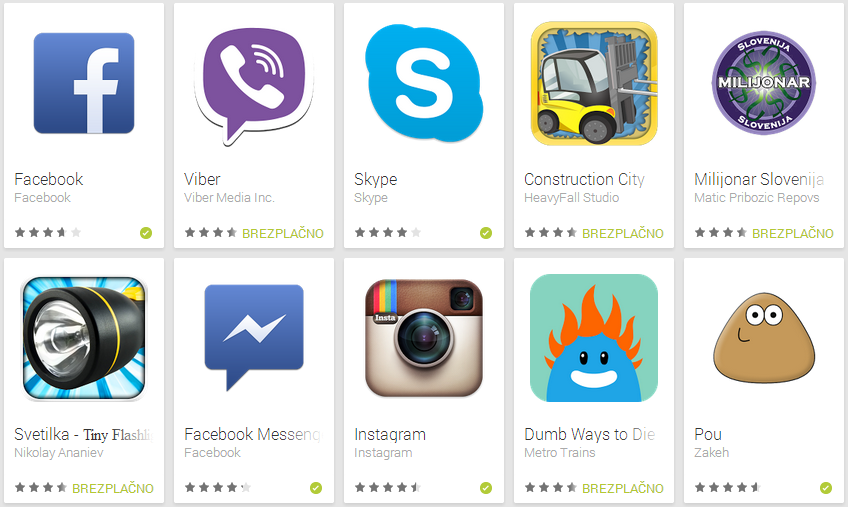 SLOVENIJA
MILIJONAR
SLOVENIJA
Facebook
Facebook
Viber
Viber Media Inc.
Skype
Skype
Construction City
HeavyFall Studio
Milijonar Slovenija
Matic Pribozic Repovs
BREZPLAČNO
BREZPLAČNO
BREZPLAČNO
Insta
Svetilka - Tiny Flashli
Nikolay Ananiev
Facebook Messeng
Facebook
Instagram
Instagram
Dumb Ways to Die
Metro Trains
Pou
Zakeh
BREZPLAČNO
BREZPLAČNO